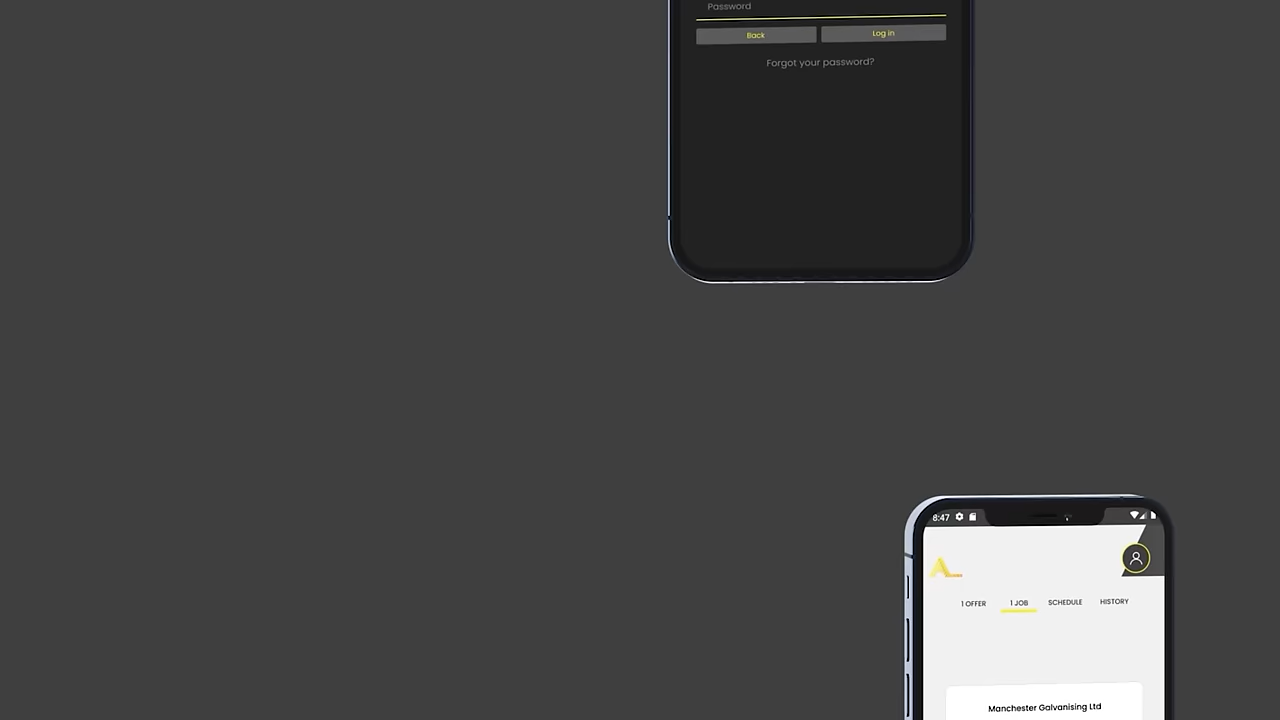 Password
Back
Log in
Forgot your password?
8:47
1 OFFER
1 JOB
SCHEDULE
HISTORY
Manchester Galvanising Ltd